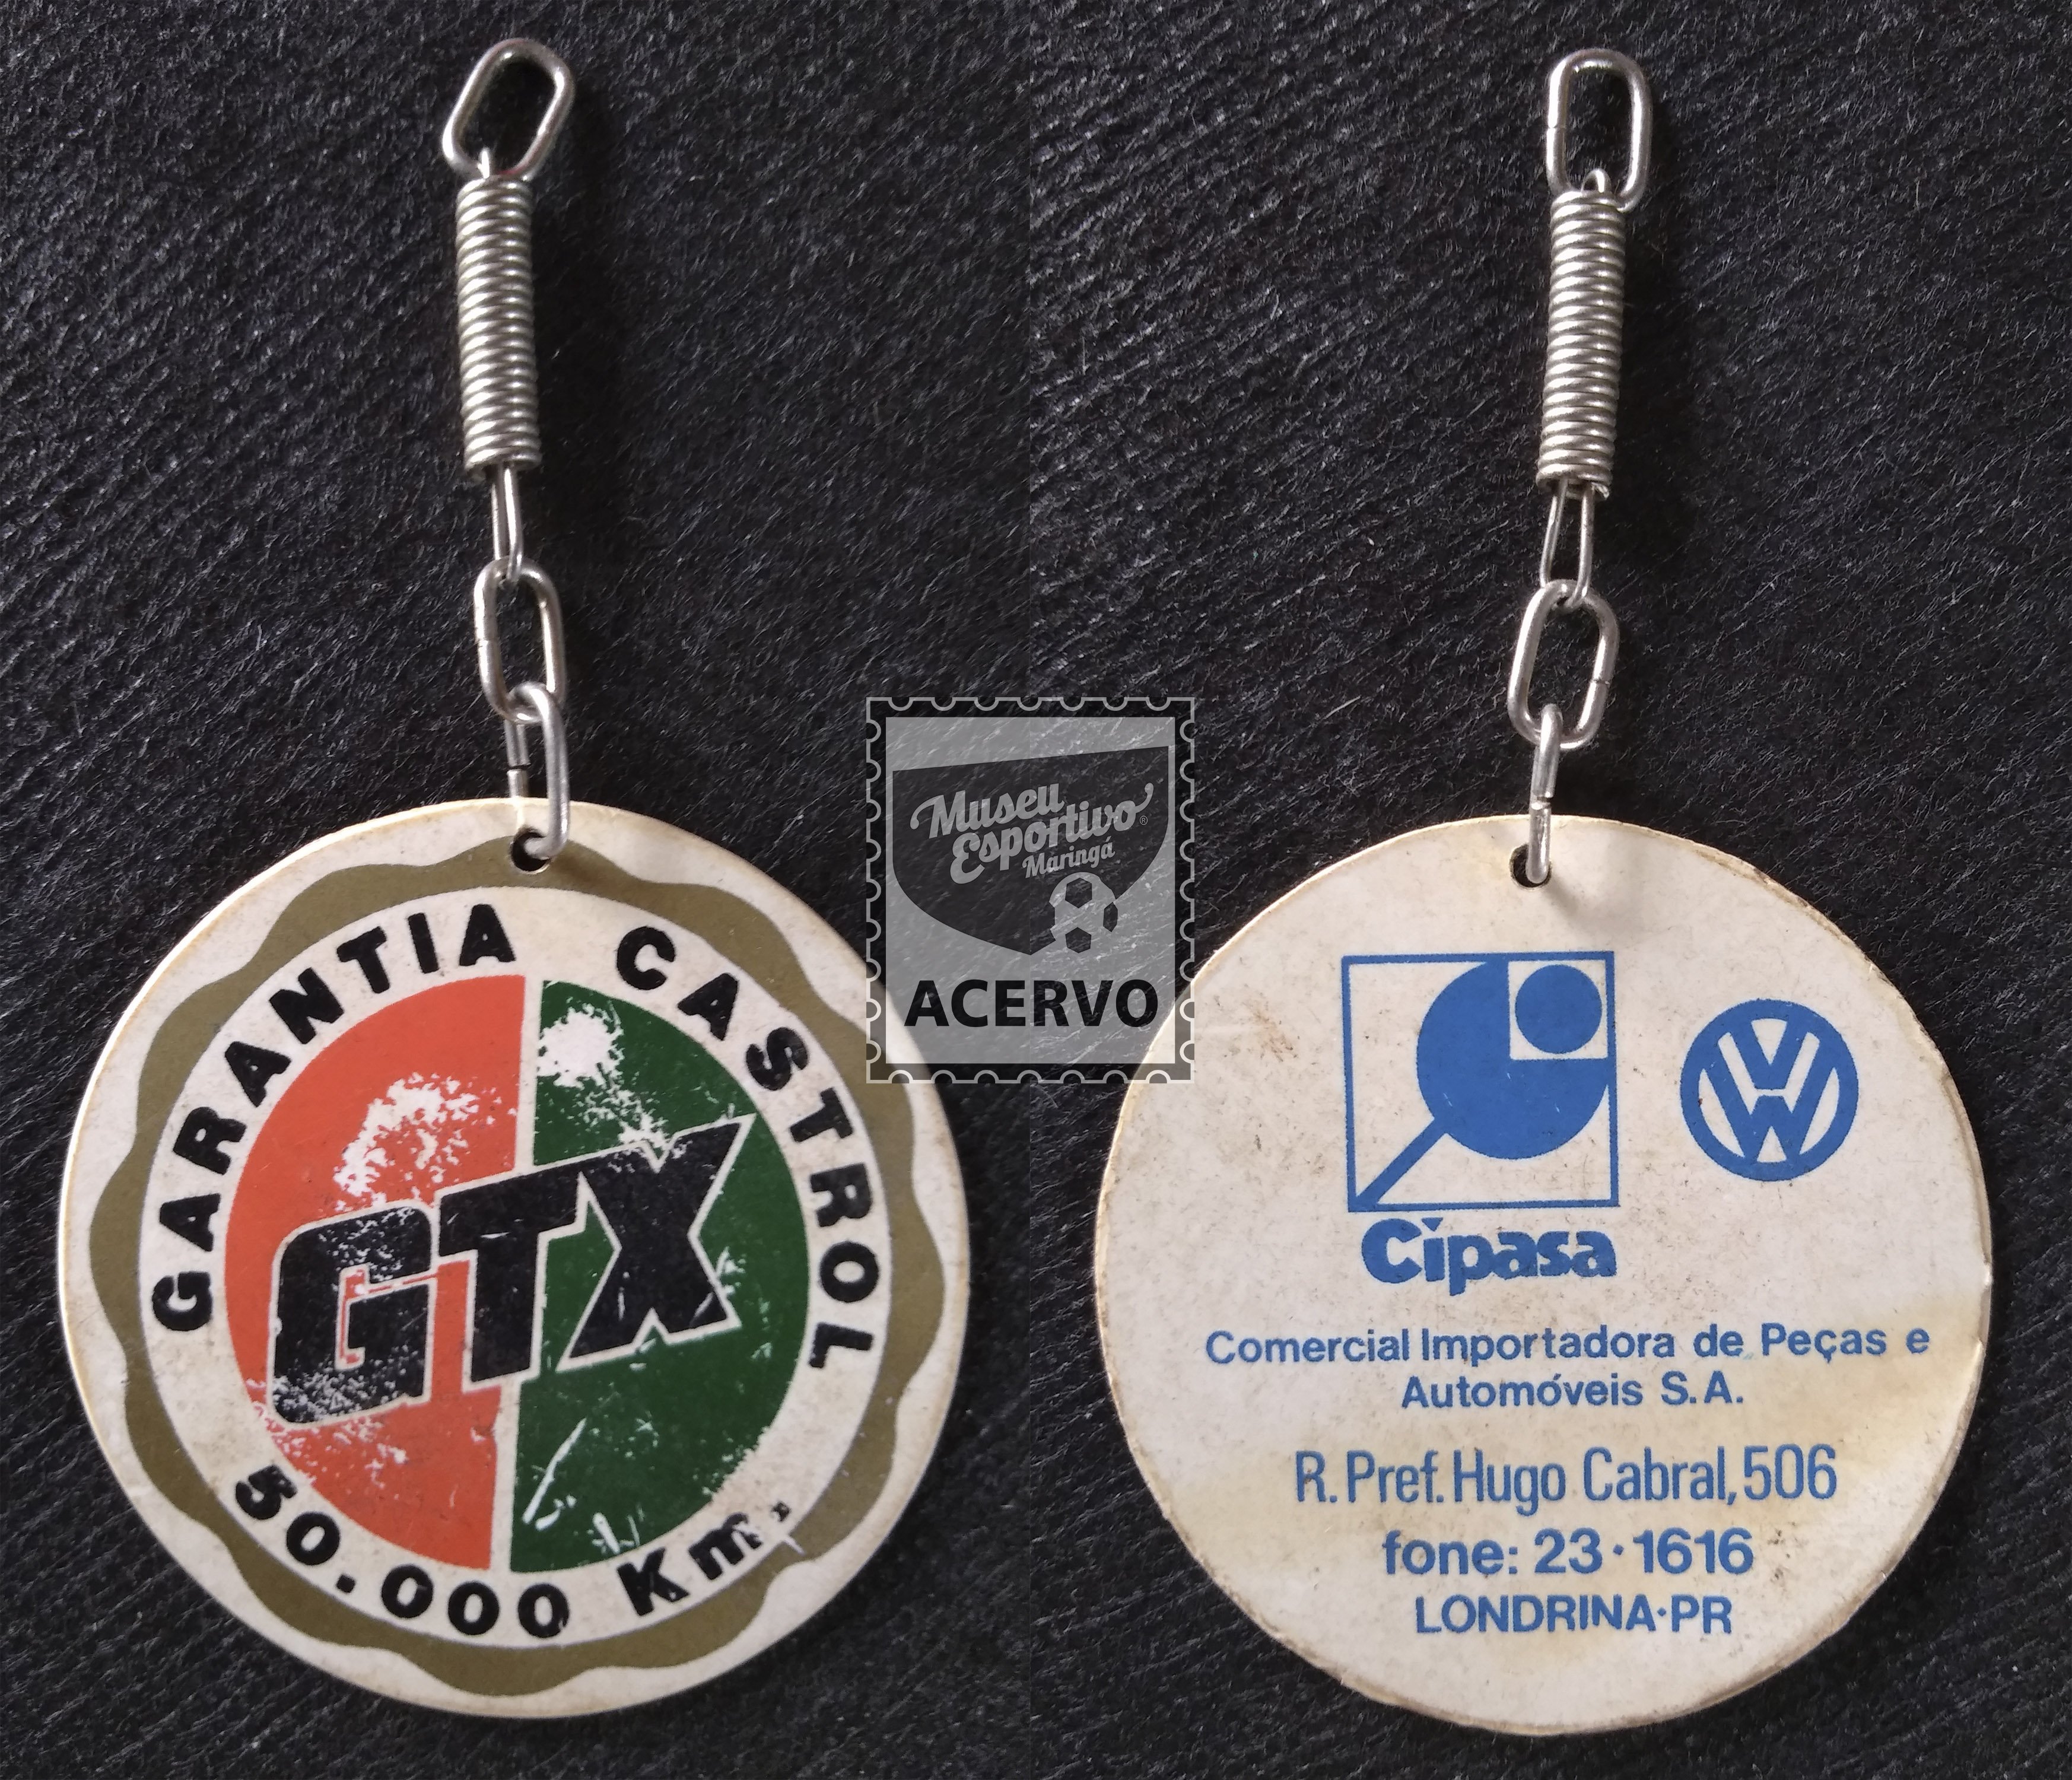 GARANTIA CASTROL
GTX
50.000 Km.
Museu
Esportivo®
Maringá
ACERVO
Cipasa
VW
Comercial Importadora de Peças e
Automóveis S.A.
R. Pref. Hugo Cabral, 506
fone: 23·1616
LONDRINA·PR